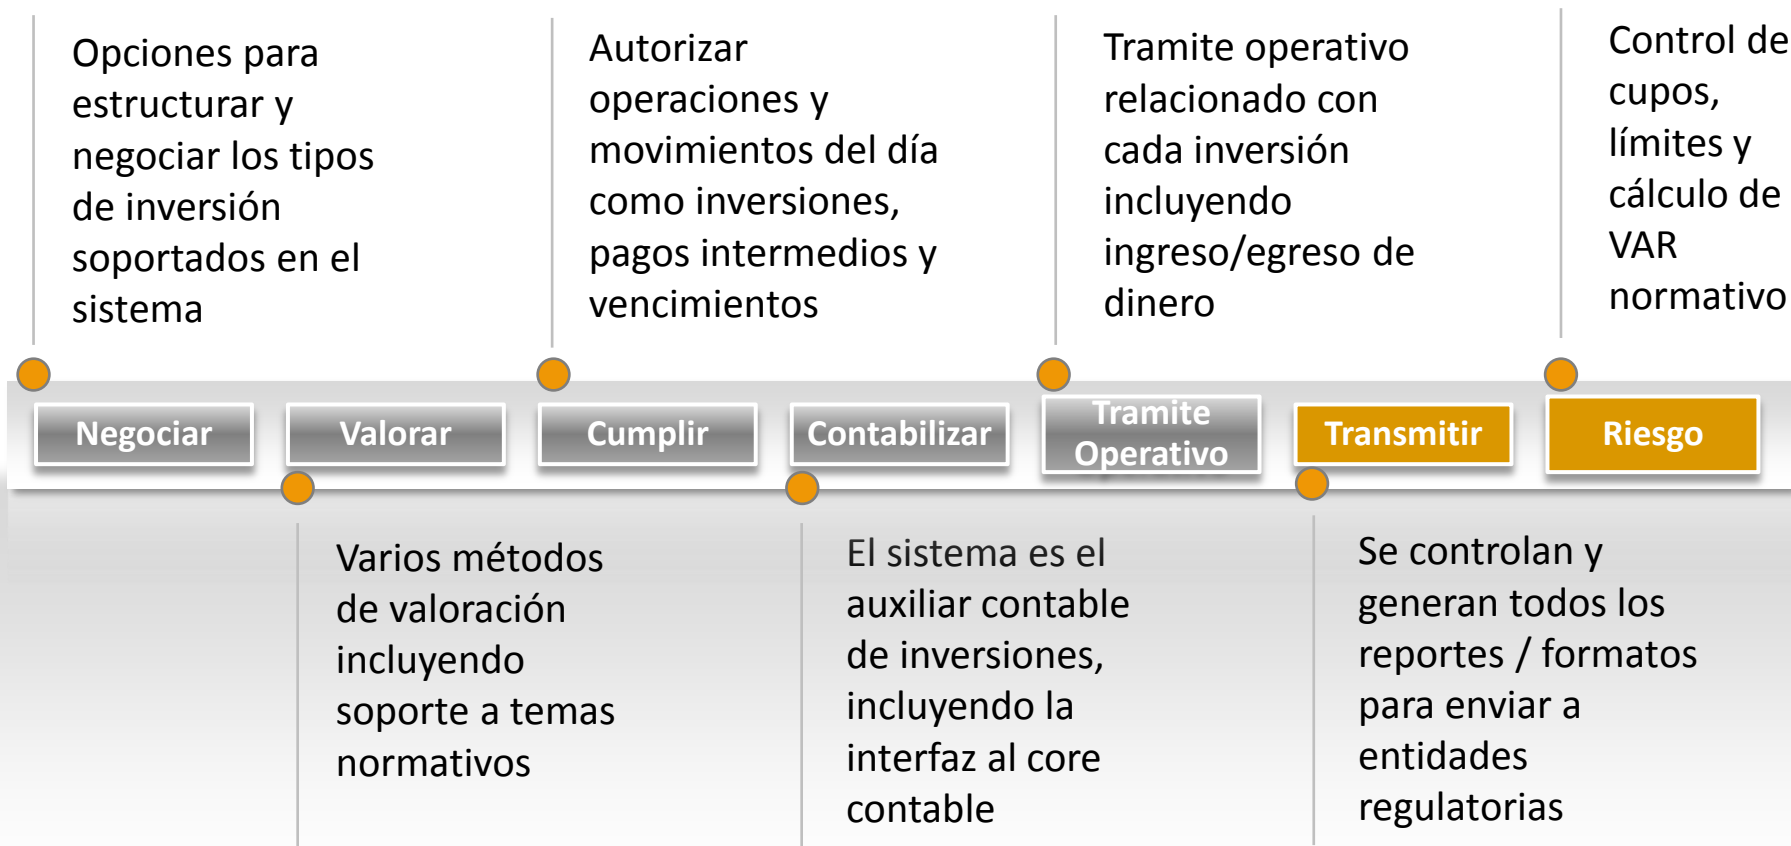 Opciones para
estructurar y
negociar los tipos
de inversión
soportados en el
sistema
Autorizar
operaciones y
movimientos del día
como inversiones,
pagos intermedios y
vencimientos
Tramite operativo
relacionado con
cada inversión
incluyendo
ingreso/egreso de
dinero
Control de
cupos,
límites y
cálculo de
VAR
normativo
Negociar
Valorar
Cumplir
Contabilizar
Tramite
Operativo
Transmitir
Riesgo
Varios métodos
de valoración
incluyendo
soporte a temas
normativos
El sistema es el
auxiliar contable
de inversiones,
incluyendo la
interfaz al core
contable
Se controlan y
generan todos los
reportes / formatos
para enviar a
entidades
regulatorias